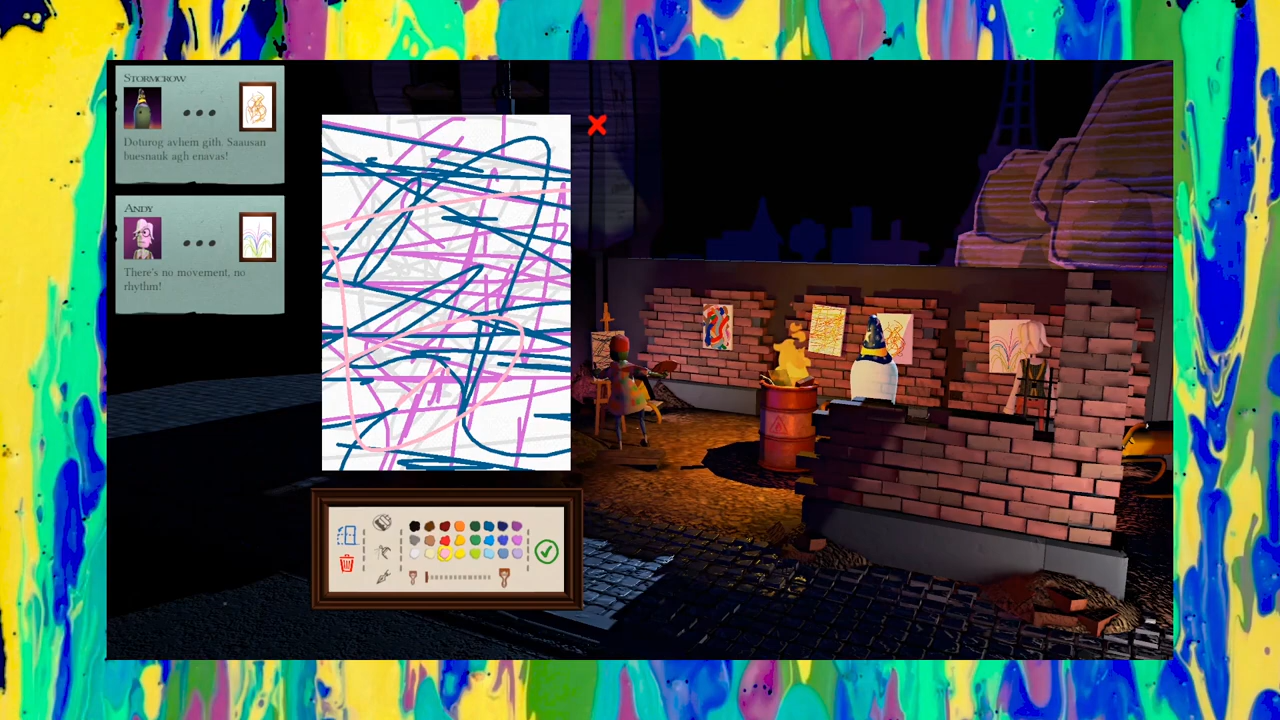 Stormcrow
Doturog avhem gith. Saausan
buesnauk agh enavas!
Andy
There's no movement, no
rhythm!